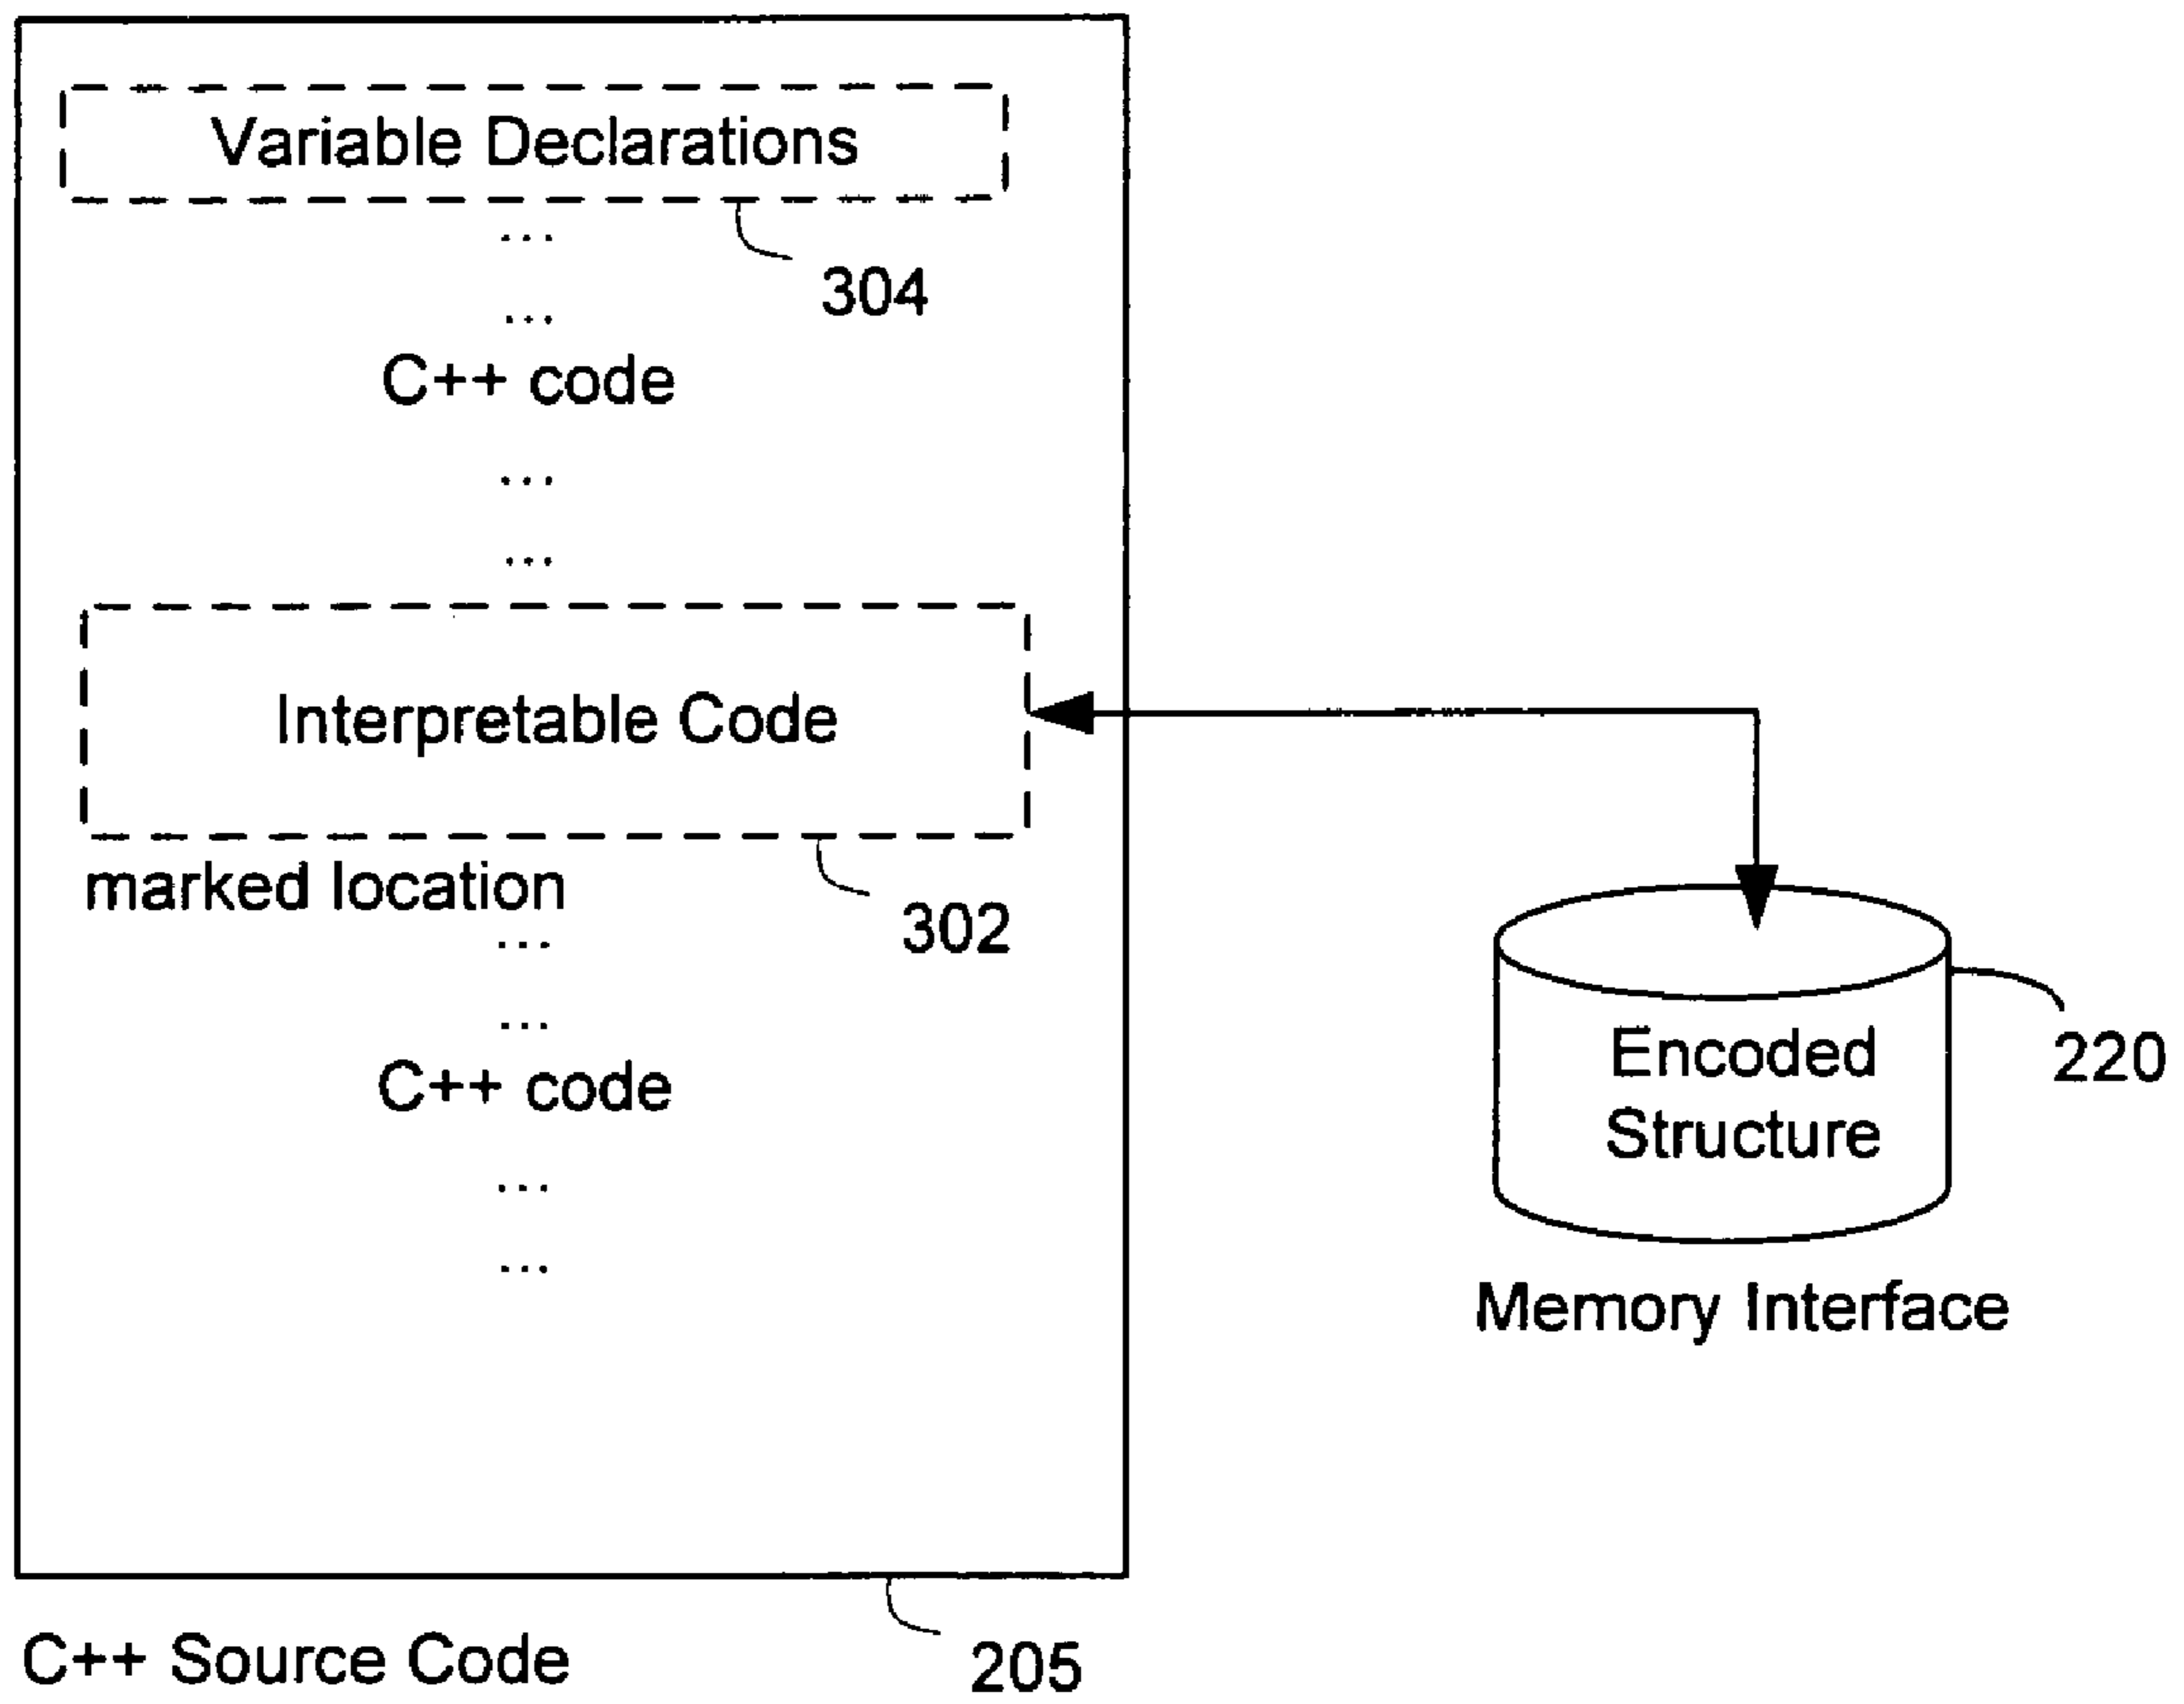 Variable Declarations
...
304
...
C++ code
...
...
Interpretable Code
marked location
302
...
...
C++ code
...
...
Encoded
Structure
220
Memory Interface
C++ Source Code
205